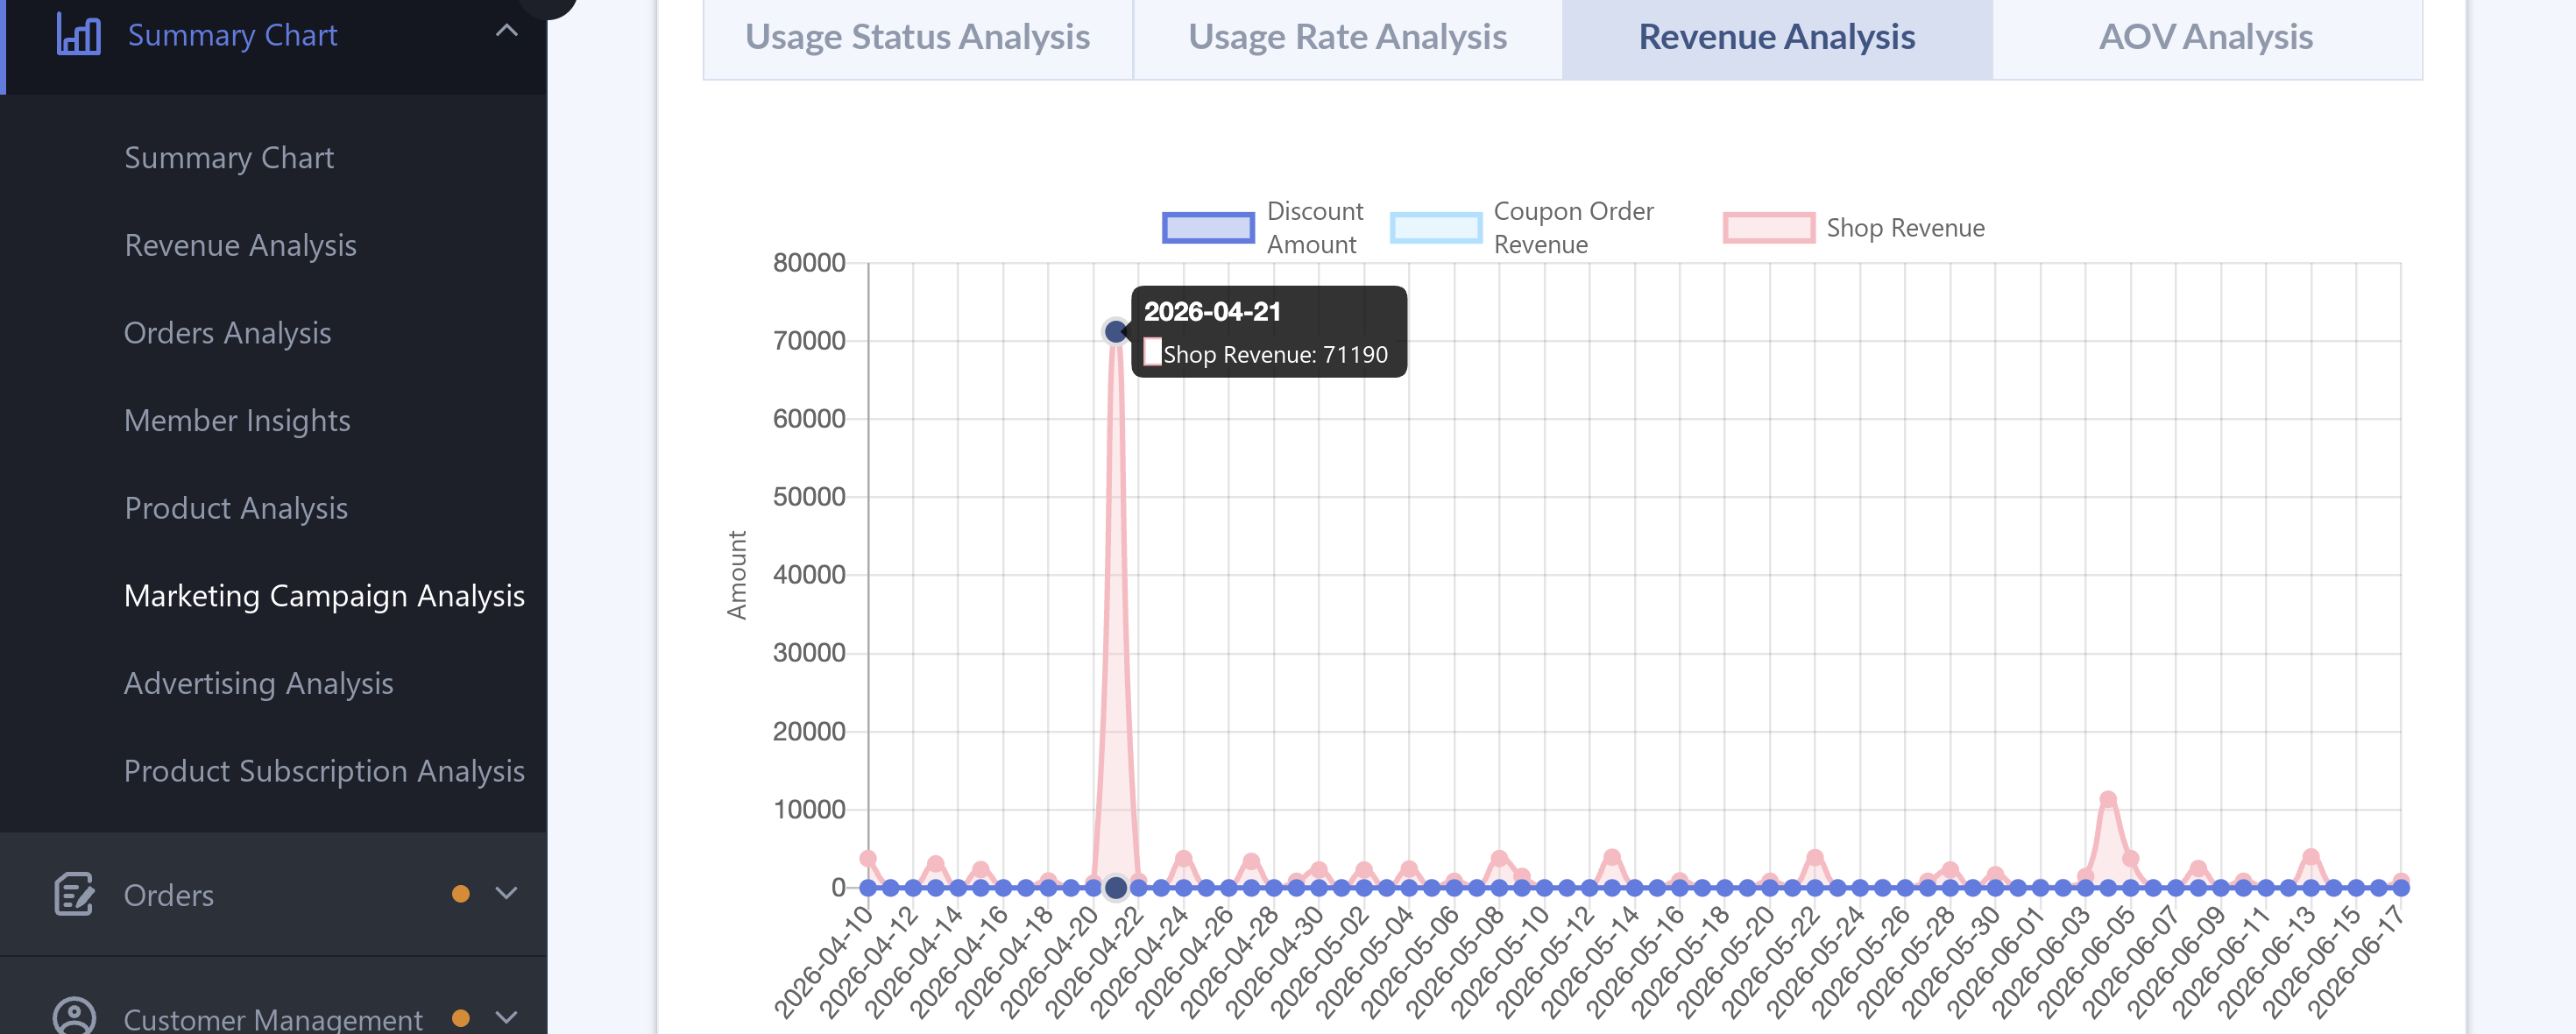 Summary Chart
Summary Chart
Revenue Analysis
Orders Analysis
Member Insights
Product Analysis
Marketing Campaign Analysis
Advertising Analysis
Product Subscription Analysis
Orders
Customer Management
Usage Status Analysis
Usage Rate Analysis
Revenue Analysis
AOV Analysis
Discount
Amount
Coupon Order
Revenue
Shop Revenue
80000
70000
60000
50000
40000
30000
20000
10000
0
Amount
2026-04-21
Shop Revenue: 71190
2026-04-10
2026-04-12
2026-04-14
2026-04-16
2026-04-18
2026-04-20
2026-04-22
2026-04-24
2026-04-26
2026-04-28
2026-04-30
2026-05-02
2026-05-04
2026-05-06
2026-05-08
2026-05-10
2026-05-12
2026-05-14
2026-05-16
2026-05-18
2026-05-20
2026-05-22
2026-05-24
2026-05-26
2026-05-28
2026-05-30
2026-06-01
2026-06-03
2026-06-05
2026-06-07
2026-06-09
2026-06-11
2026-06-13
2026-06-15
2026-06-17